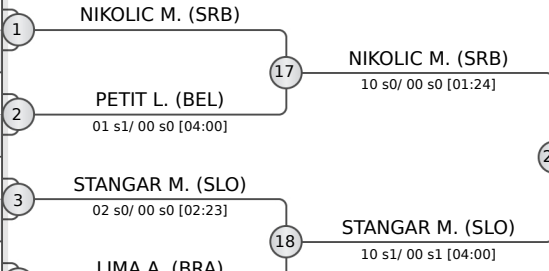 NIKOLIC M. (SRB)
1
17
NIKOLIC M. (SRB)
10 s0/ 00 s0 [01:24]
PETIT L. (BEL)
2
01 s1/ 00 s0 [04:00]
STANGAR M. (SLO)
3
02 s0/ 00 s0 [02:23]
18
STANGAR M. (SLO)
10 s1/ 00 s1 [04:00]
LIMA A. (BRA)